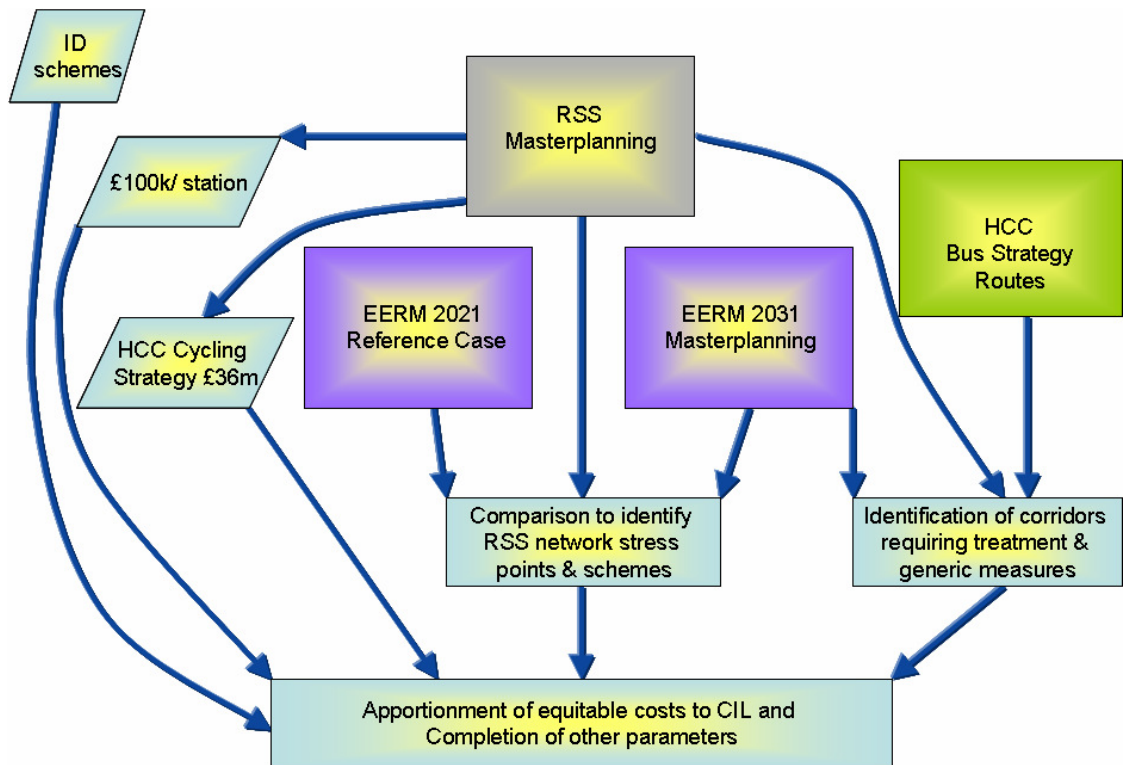 ID
schemes
RSS
Masterplanning
£100k/ station
HCC
Bus Strategy
Routes
EERM 2021
Reference Case
EERM 2031
Masterplanning
HCC Cycling
Strategy £36m
Comparison to identify
RSS network stress
points & schemes
Identification of corridors
requiring treatment &
generic measures
Apportionment of equitable costs to CIL and
Completion of other parameters